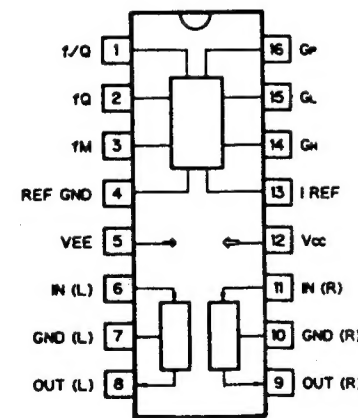 f/Q 1 16 GP
fQ 2 15 GL
fM 3 14 GH
REF GND 4 13 I REF
VEE 5 12 Vcc
IN (L) 6 11 IN (R)
GND (L) 7 10 GND (R)
OUT (L) 8 9 OUT (R)